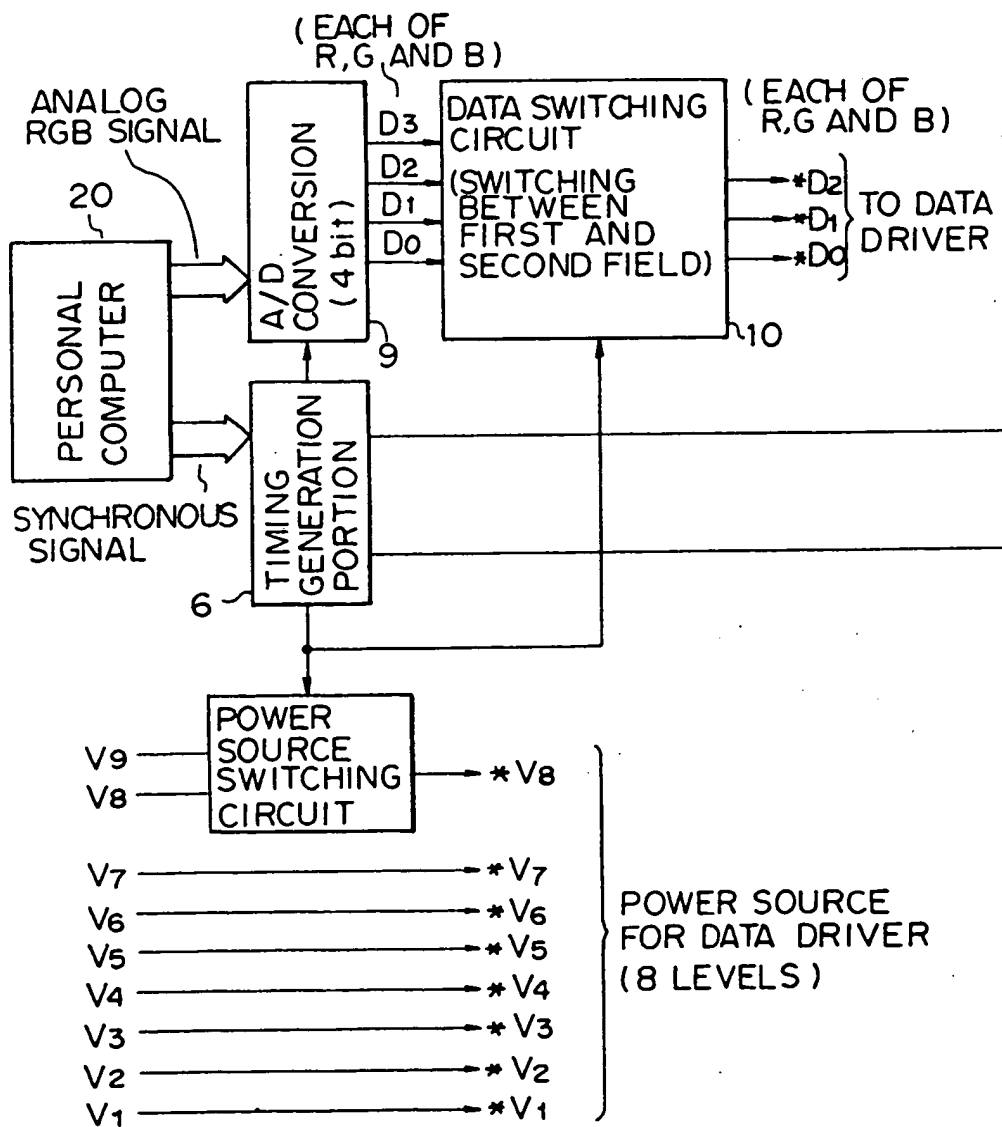 (EACH OF
R,G AND B)
ANALOG
RGB SIGNAL
20
PERSONAL
COMPUTER
SYNCHRONOUS
SIGNAL
A/D
CONVERSION
(4 bit)
9
D3
D2
D1
D0
DATA SWITCHING
CIRCUIT
(SWITCHING
BETWEEN
FIRST AND
SECOND FIELD)
10
(EACH OF
R,G AND B)
*D2
*D1
*D0
TO DATA
DRIVER
TIMING
GENERATION
PORTION
6
POWER
SOURCE
SWITCHING
CIRCUIT
V9
V8
* V8
V7 * V7
V6 * V6
V5 * V5
V4 * V4
V3 * V3
V2 * V2
V1 * V1
POWER SOURCE
FOR DATA DRIVER
(8 LEVELS)